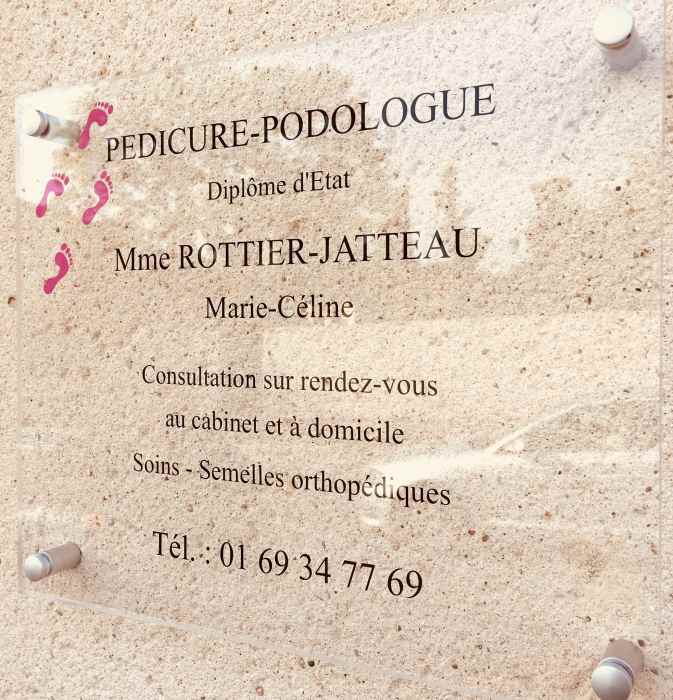 PEDICURE-PODOLOGUE
Diplôme d'Etat
Mme ROTTIER-JATTEAU
Marie-Céline
Consultation sur rendez-vous
au cabinet et à domicile
Soins - Semelles orthopédiques
Tél. : 01 69 34 77 69